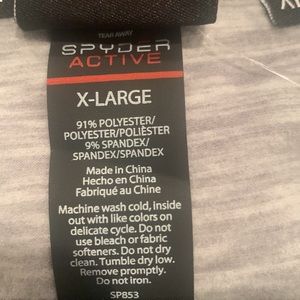 TEAR AWAY
SPYDER
ACTIVE
X-LARGE
91% POLYESTER/
POLYESTER/POLIÈSTER
9% SPANDEX/
SPANDEX/SPANDEX
Made in China
Hecho en China
Fabriqué au Chine
Machine wash cold, inside
out with like colors on
delicate cycle. Do not
use bleach or fabric
softeners. Do not dry
clean. Tumble dry low.
Remove promptly.
Do not iron.
SP853